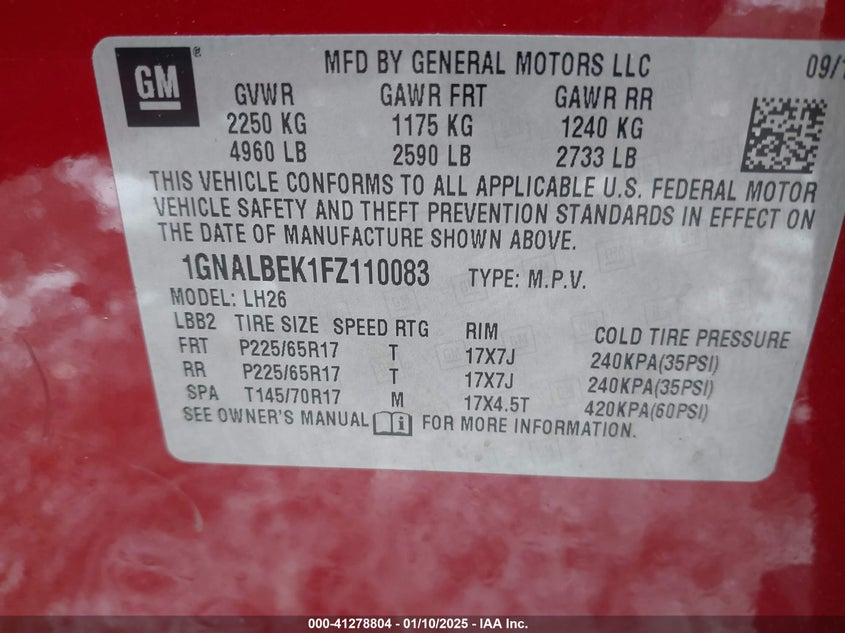 GM ®
MFD BY GENERAL MOTORS LLC 09/1
GVWR GAWR FRT GAWR RR
2250 KG 1175 KG 1240 KG
4960 LB 2590 LB 2733 LB
THIS VEHICLE CONFORMS TO ALL APPLICABLE U.S. FEDERAL MOTOR
VEHICLE SAFETY AND THEFT PREVENTION STANDARDS IN EFFECT ON
THE DATE OF MANUFACTURE SHOWN ABOVE.
1GNALBEK1FZ110083 TYPE: M.P.V.
MODEL: LH26
LBB2 TIRE SIZE SPEED RTG RIM COLD TIRE PRESSURE
FRT P225/65R17 T 17X7J 240KPA(35PSI)
RR P225/65R17 T 17X7J 240KPA(35PSI)
SPA T145/70R17 M 17X4.5T 420KPA(60PSI)
SEE OWNER'S MANUAL i FOR MORE INFORMATION.
000-41278804 - 01/10/2025 - IAA Inc.